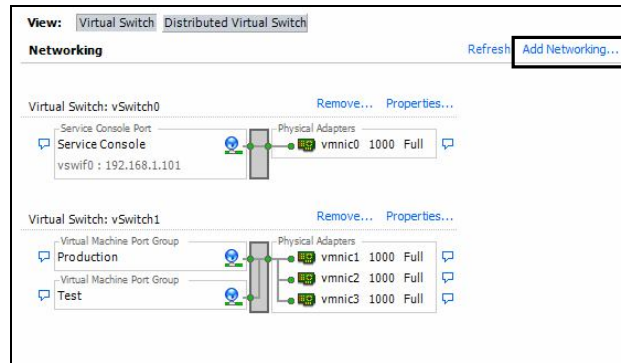 View: Virtual Switch Distributed Virtual Switch
Networking Refresh Add Networking...
Virtual Switch: vSwitch0 Remove... Properties...
Service Console Port Physical Adapters
Service Console vmnic0 1000 Full
vswif0 : 192.168.1.101
Virtual Switch: vSwitch1 Remove... Properties...
Virtual Machine Port Group Physical Adapters
Production vmnic1 1000 Full
Virtual Machine Port Group vmnic2 1000 Full
Test vmnic3 1000 Full